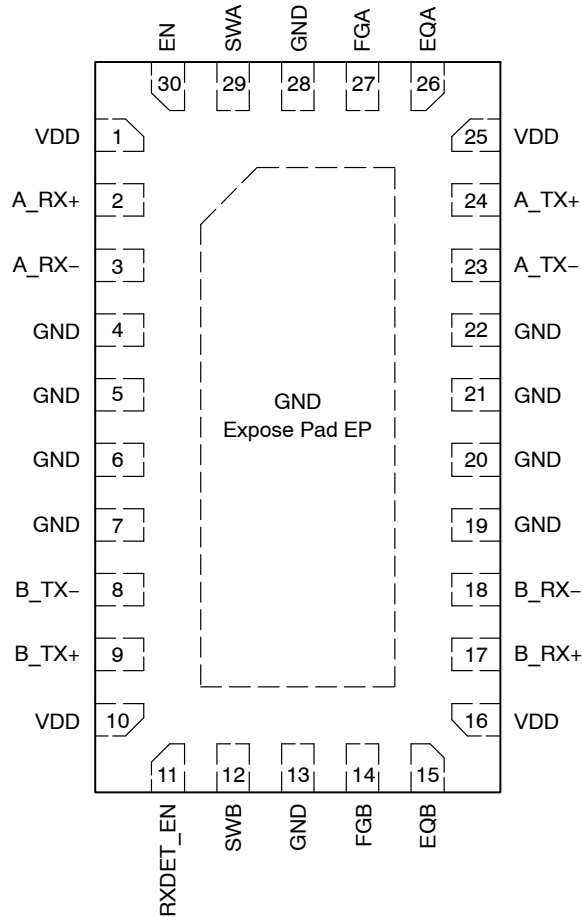 EN SWA GND FGA EQA
30 29 28 27 26
VDD 1 25 VDD
A_RX+ 2 24 A_TX+
A_RX− 3 23 A_TX−
GND 4 22 GND
GND 5 21 GND
GND
Expose Pad EP
GND 6 20 GND
GND 7 19 GND
B_TX− 8 18 B_RX−
B_TX+ 9 17 B_RX+
VDD 10 16 VDD
11 12 13 14 15
RXDET_EN SWB GND FGB EQB